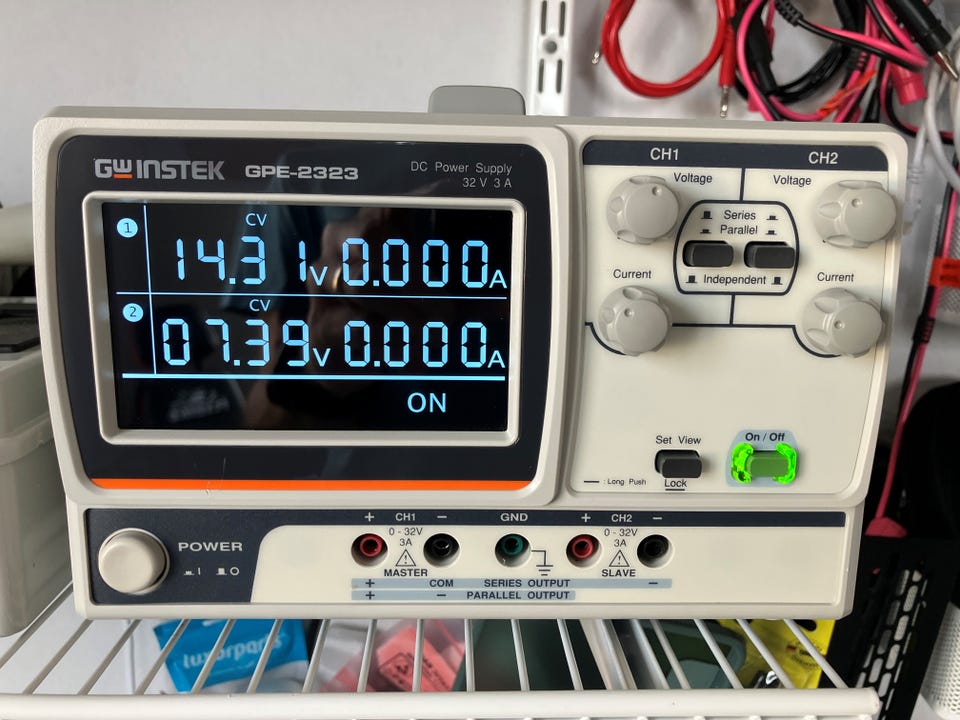 GWINSTEK GPE-2323
DC Power Supply
32 V 3 A
1 CV 14.31V 0.000A
2 CV 07.39V 0.000A
ON
CH1 CH2
Voltage Voltage
Series
Parallel
Independent
Current Current
Set View
Lock
: Long Push
On / Off
POWER
I O
+ CH1 − GND + CH2 −
0 - 32V 0 - 32V
3A 3A
MASTER SLAVE
+ COM SERIES OUTPUT −
+ − PARALLEL OUTPUT
luxorparts